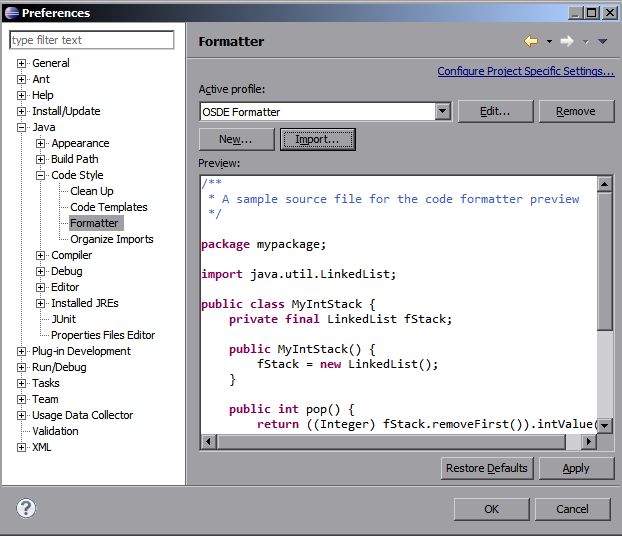 Preferences
type filter text
General
Ant
Help
Install/Update
Java
Appearance
Build Path
Code Style
Clean Up
Code Templates
Formatter
Organize Imports
Compiler
Debug
Editor
Installed JREs
JUnit
Properties Files Editor
Plug-in Development
Run/Debug
Tasks
Team
Usage Data Collector
Validation
XML
Formatter
Configure Project Specific Settings...
Active profile:
OSDE Formatter
Edit...
Remove
New...
Import...
Preview:
/**
 * A sample source file for the code formatter preview
 */
package mypackage;
import java.util.LinkedList;
public class MyIntStack {
    private final LinkedList fStack;
    public MyIntStack() {
        fStack = new LinkedList();
    }
    public int pop() {
        return ((Integer) fStack.removeFirst()).intValue(
Restore Defaults
Apply
?
OK
Cancel